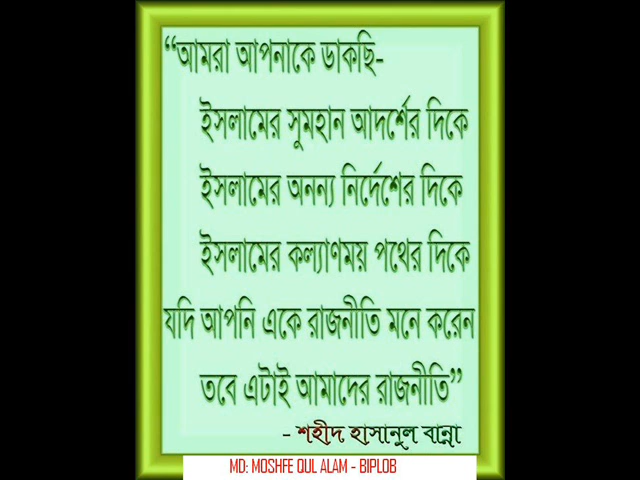 “আমরা আপনাকে ডাকছি-
ইসলামের সুমহান আদর্শের দিকে
ইসলামের অনন্য নির্দেশের দিকে
ইসলামের কল্যাণময় পথের দিকে
যদি আপনি একে রাজনীতি মনে করেন
তবে এটাই আমাদের রাজনীতি”
- শহীদ হাসানুল বান্না
MD: MOSHFE QUL ALAM - BIPLOB